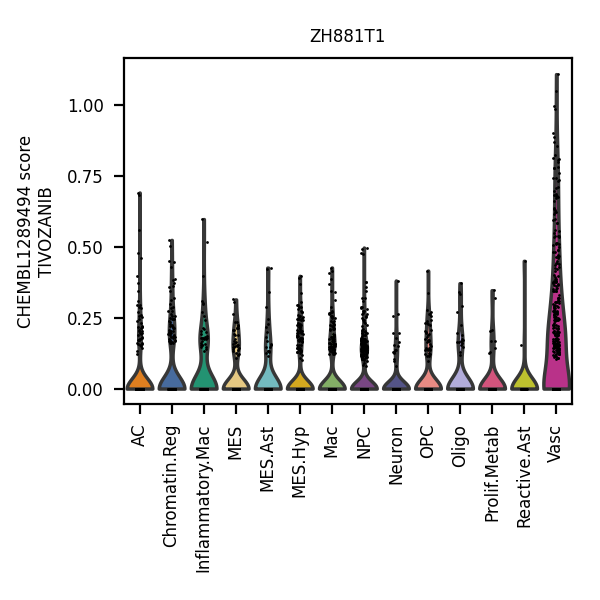 ZH881T1
CHEMBL1289494 score
TIVOZANIB
1.00
0.75
0.50
0.25
0.00
AC
Chromatin.Reg
Inflammatory.Mac
MES
MES.Ast
MES.Hyp
Mac
NPC
Neuron
OPC
Oligo
Prolif.Metab
Reactive.Ast
Vasc